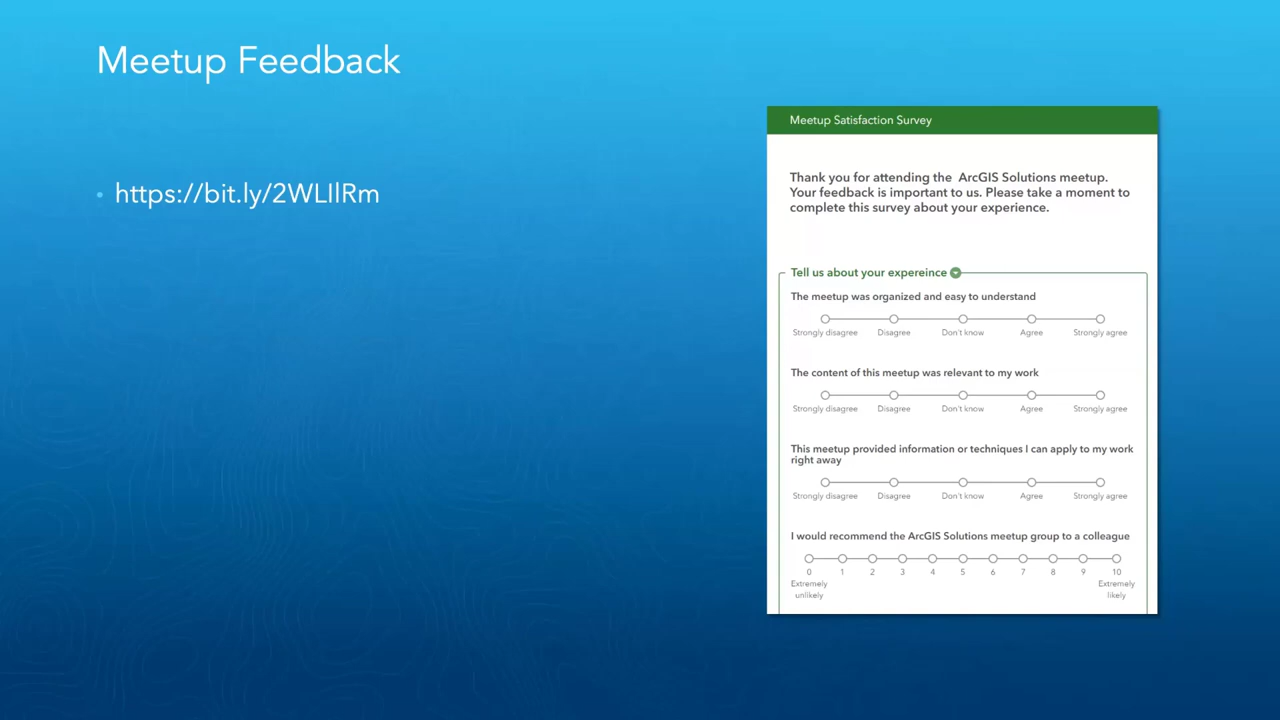 Meetup Feedback
• https://bit.ly/2WLIlRm
Meetup Satisfaction Survey
Thank you for attending the ArcGIS Solutions meetup.
Your feedback is important to us. Please take a moment to
complete this survey about your experience.
Tell us about your expereince
The meetup was organized and easy to understand
Strongly disagree Disagree Don't know Agree Strongly agree
The content of this meetup was relevant to my work
Strongly disagree Disagree Don't know Agree Strongly agree
This meetup provided information or techniques I can apply to my work
right away
Strongly disagree Disagree Don't know Agree Strongly agree
I would recommend the ArcGIS Solutions meetup group to a colleague
0 1 2 3 4 5 6 7 8 9 10
Extremely Extremely
unlikely likely